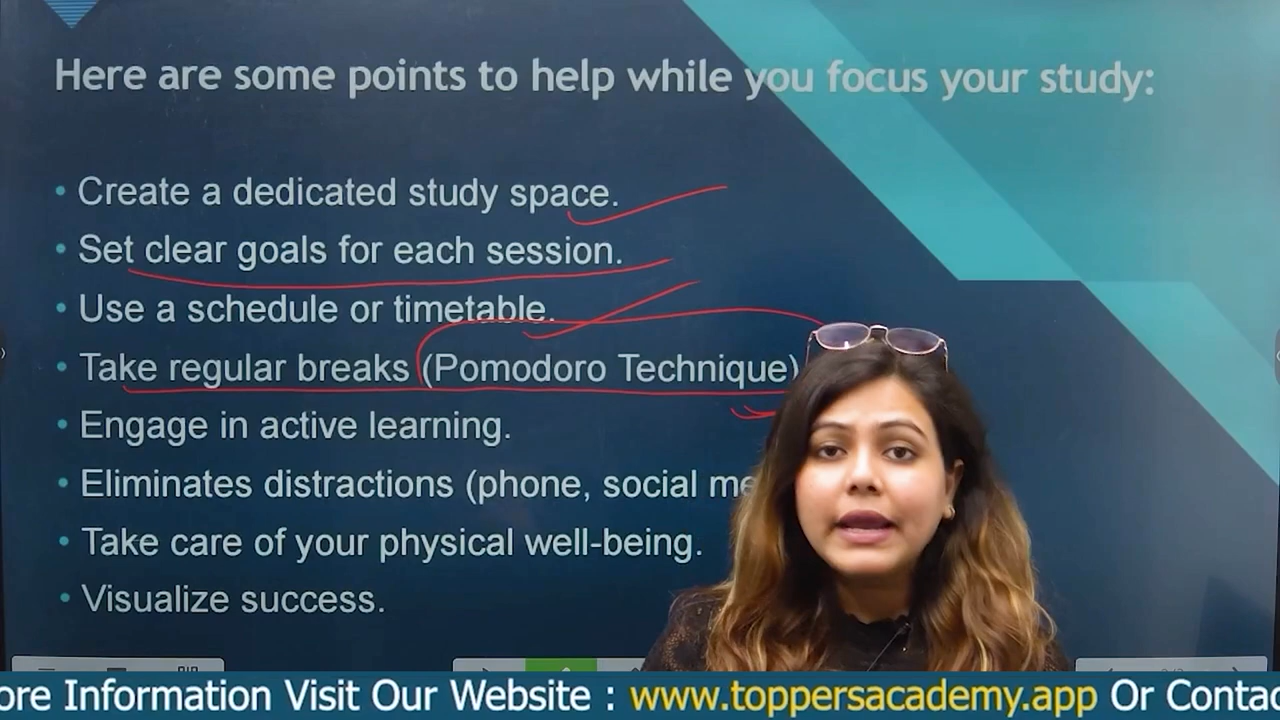 Here are some points to help while you focus your study:
• Create a dedicated study space.
• Set clear goals for each session.
• Use a schedule or timetable.
• Take regular breaks (Pomodoro Technique)
• Engage in active learning.
• Eliminates distractions (phone, social me
• Take care of your physical well-being.
• Visualize success.
ore Information Visit Our Website : www.toppersacademy.app Or Contac